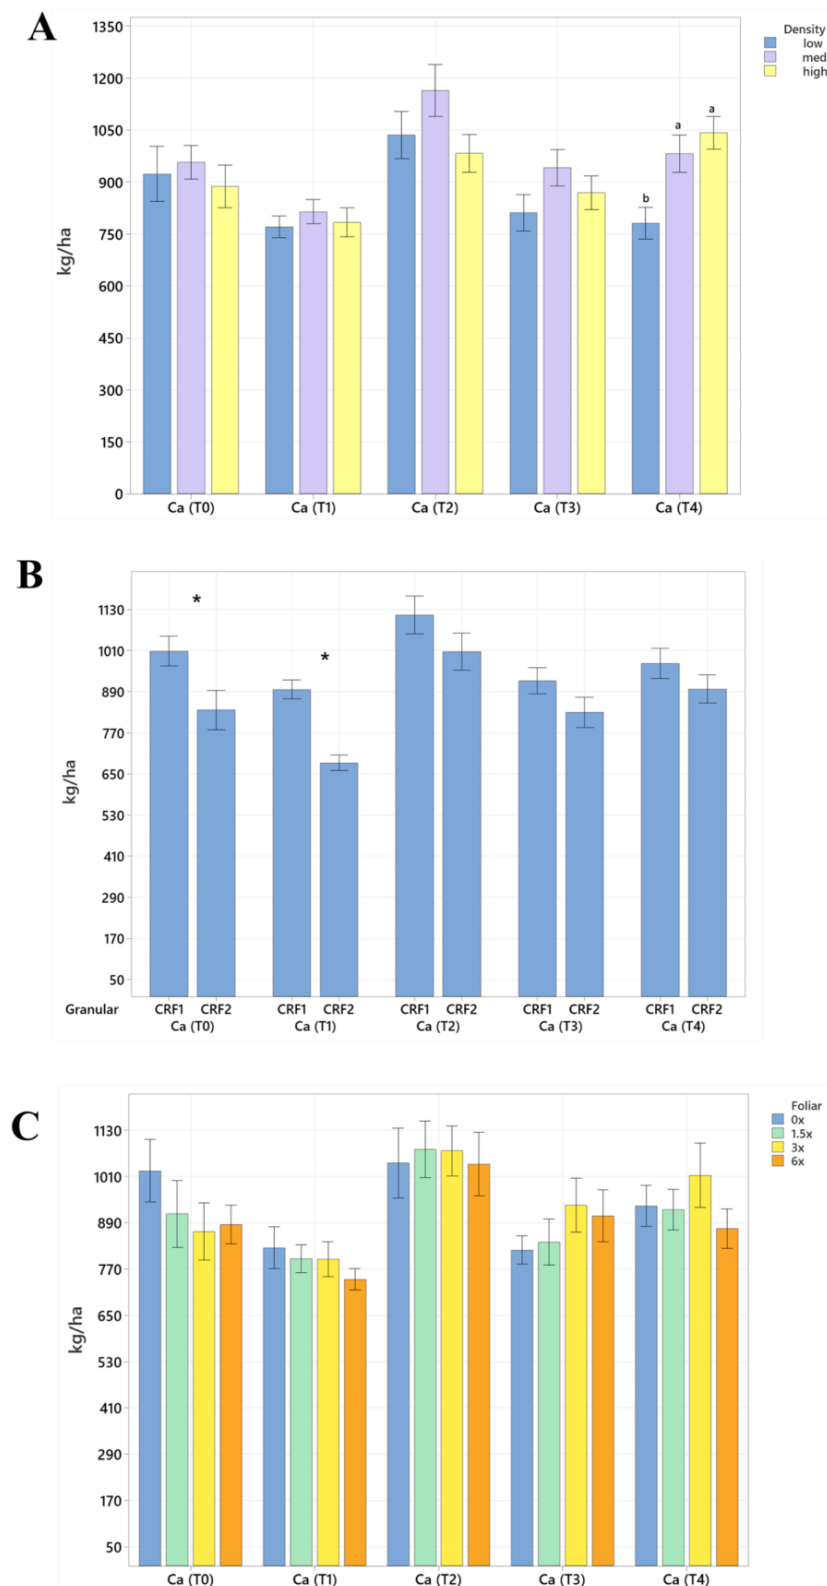 A
1350
1200
1050
900
750
600
450
300
150
0
kg/ha
Density
low
med
high
b
a
a
Ca (T0) Ca (T1) Ca (T2) Ca (T3) Ca (T4)
B
1130
1010
890
770
650
530
410
290
170
50
kg/ha
*
*
Granular CRF1 CRF2 CRF1 CRF2 CRF1 CRF2 CRF1 CRF2 CRF1 CRF2
Ca (T0) Ca (T1) Ca (T2) Ca (T3) Ca (T4)
C
1130
1010
890
770
650
530
410
290
170
50
kg/ha
Foliar
0x
1.5x
3x
6x
Ca (T0) Ca (T1) Ca (T2) Ca (T3) Ca (T4)